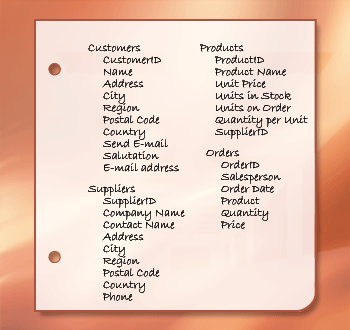 Customers
CustomerID
Name
Address
City
Region
Postal Code
Country
Send E-mail
Salutation
E-mail address
Suppliers
SupplierID
Company Name
Contact Name
Address
City
Region
Postal Code
Country
Phone
Products
ProductID
Product Name
Unit Price
Units in Stock
Units on Order
Quantity per Unit
SupplierID
Orders
OrderID
Salesperson
Order Date
Product
Quantity
Price